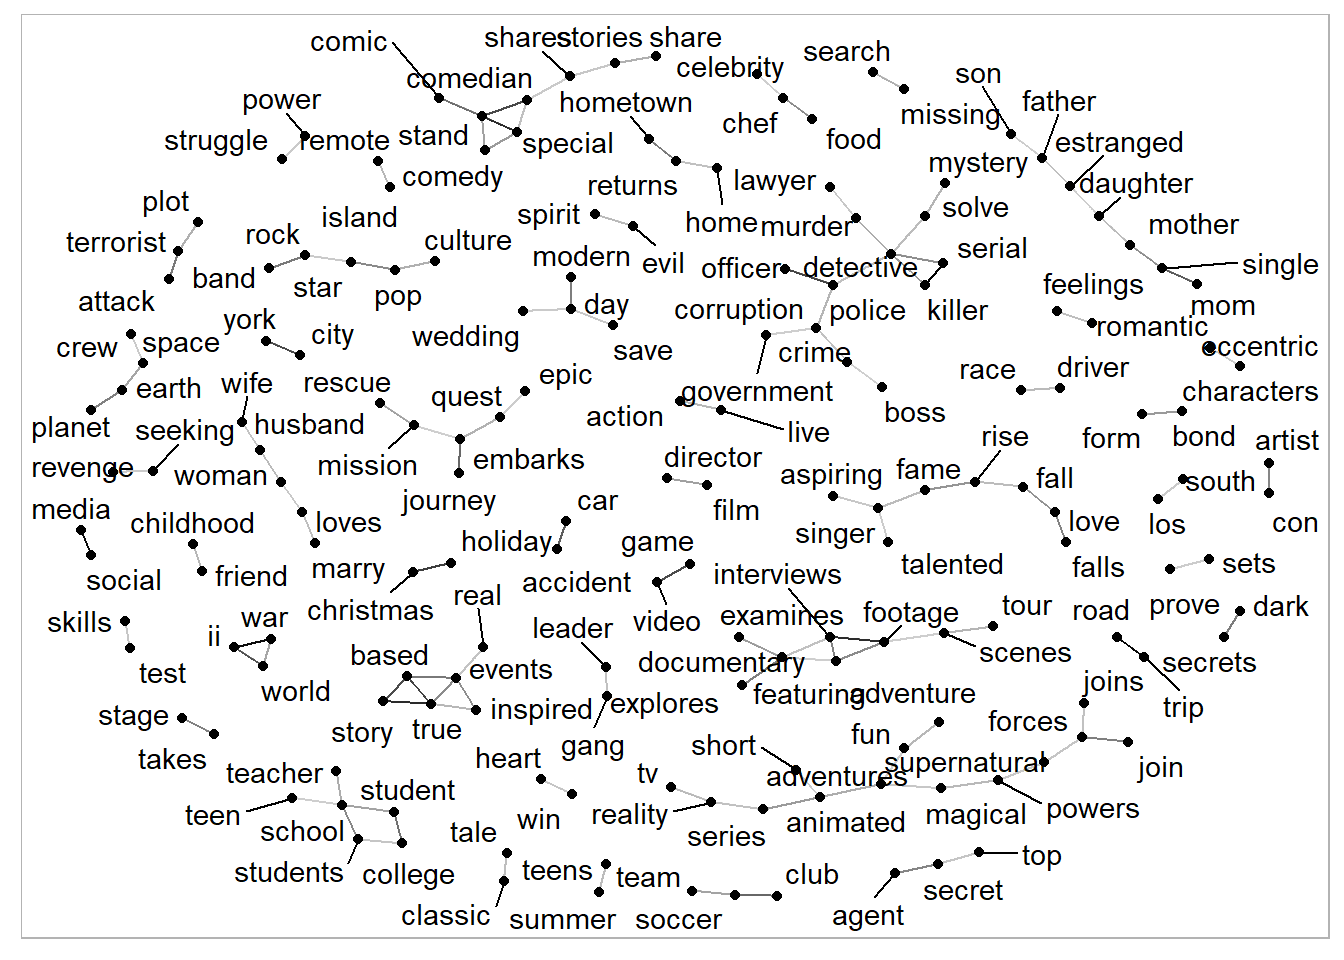 comic
shares
stories
share
comedian
celebrity
search
son
power
hometown
missing
father
struggle
remote
stand
special
chef
food
estranged
comedy
returns
lawyer
mystery
daughter
plot
island
spirit
home
murder
solve
mother
terrorist
rock
culture
modern
evil
officer
detective
serial
single
attack
band
star
pop
day
corruption
police
killer
feelings
mom
crew
space
york
city
wedding
save
crime
romantic
eccentric
earth
wife
rescue
quest
epic
action
government
boss
race
driver
characters
planet
seeking
husband
mission
embarks
live
rise
form
bond
artist
revenge
woman
journey
director
aspiring
fame
fall
south
media
childhood
loves
car
film
singer
love
los
con
social
friend
marry
holiday
accident
game
interviews
talented
falls
sets
skills
ii
war
christmas
real
leader
video
examines
footage
tour
road
prove
dark
test
world
based
events
documentary
scenes
secrets
stage
story
true
inspired
explores
featuring
adventure
joins
trip
takes
heart
gang
short
fun
forces
teacher
student
tv
adventures
supernatural
join
teen
school
tale
win
reality
series
animated
magical
powers
students
college
teens
team
club
secret
top
classic
summer
soccer
agent